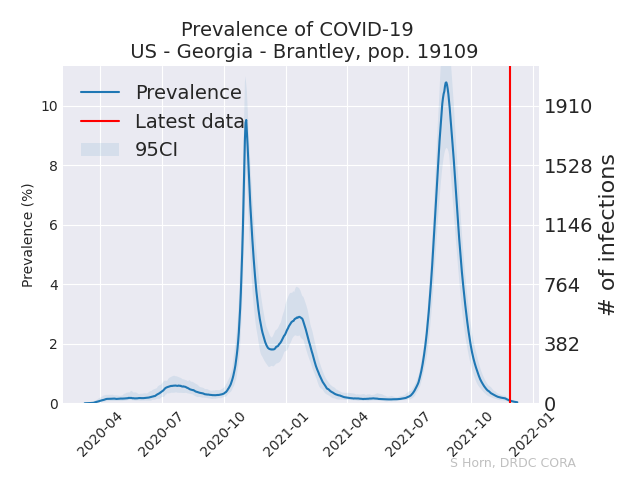 Prevalence of COVID-19
US - Georgia - Brantley, pop. 19109
Prevalence
Latest data
95CI
Prevalence (%)
10
8
6
4
2
0
1910
1528
1146
764
382
0
# of infections
2020-04
2020-07
2020-10
2021-01
2021-04
2021-07
2021-10
2022-01
S Horn, DRDC CORA